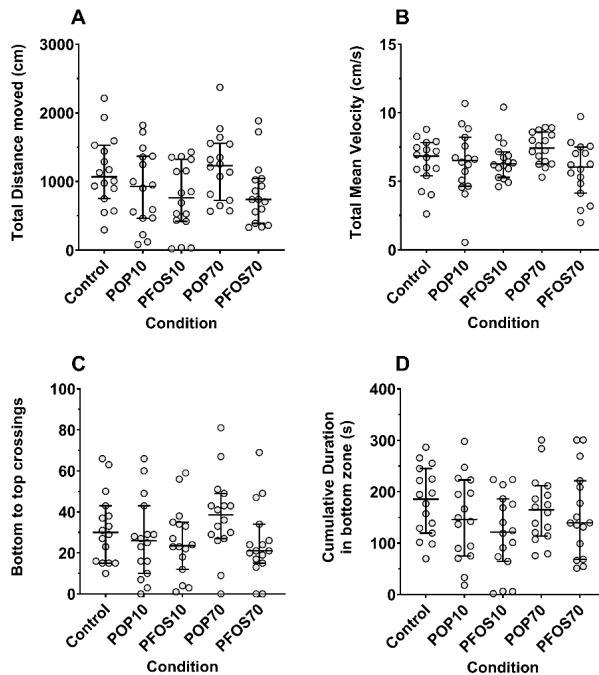 A
Total Distance moved (cm)
3000
2000
1000
0
Control
POP10
PFOS10
POP70
PFOS70
Condition
B
Total Mean Velocity (cm/s)
15
10
5
0
Control
POP10
PFOS10
POP70
PFOS70
Condition
C
Bottom to top crossings
100
80
60
40
20
0
Control
POP10
PFOS10
POP70
PFOS70
Condition
D
Cumulative Duration
in bottom zone (s)
400
300
200
100
0
Control
POP10
PFOS10
POP70
PFOS70
Condition